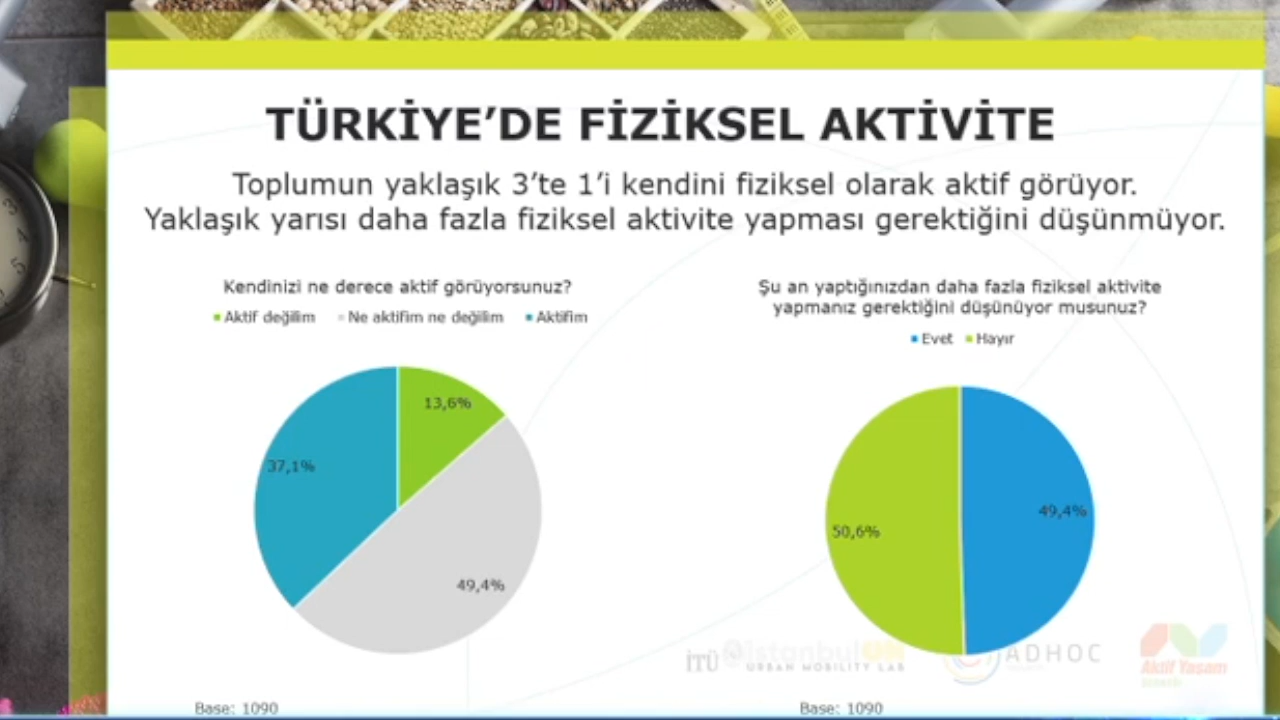 TÜRKİYE’DE FİZİKSEL AKTİVİTE
Toplumun yaklaşık 3’te 1’i kendini fiziksel olarak aktif görüyor.
Yaklaşık yarısı daha fazla fiziksel aktivite yapması gerektiğini düşünmüyor.
Kendinizi ne derece aktif görüyorsunuz?
Aktif değilim Ne aktifim ne değilim Aktifim
13,6%
37,1%
49,4%
Base: 1090
Şu an yaptığınızdan daha fazla fiziksel aktivite
yapmanız gerektiğini düşünüyor musunuz?
Evet Hayır
49,4%
50,6%
Base: 1090
İTÜ
istanbulON
URBAN MOBILITY LAB
ADHOC
Aktif Yaşam